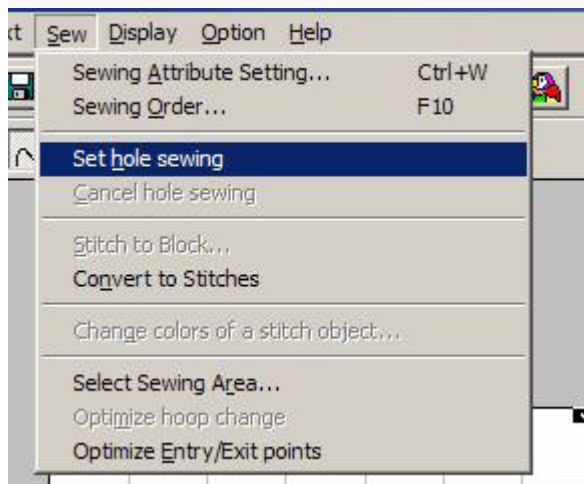 xt Sew Display Option Help
Sewing Attribute Setting... Ctrl+W
Sewing Order... F10
Set hole sewing
Cancel hole sewing
Stitch to Block...
Convert to Stitches
Change colors of a stitch object...
Select Sewing Area...
Optimize hoop change
Optimize Entry/Exit points